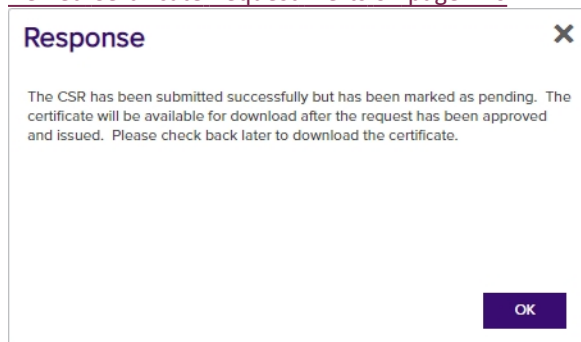 Response
The CSR has been submitted successfully but has been marked as pending. The
certificate will be available for download after the request has been approved
and issued. Please check back later to download the certificate.
OK